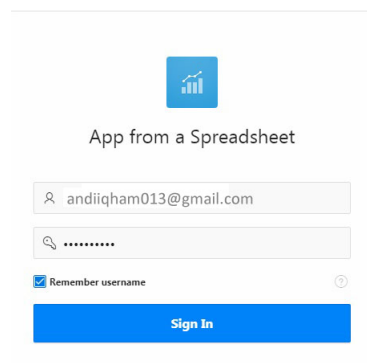 App from a Spreadsheet
andiiqham013@gmail.com
••••••••••
Remember username
?
Sign In